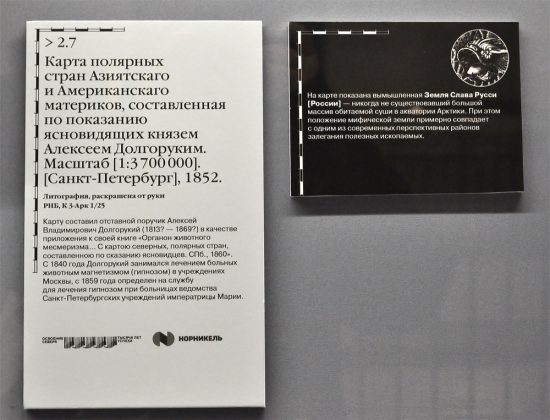 > 2.7
Карта полярных
стран Азиятскаго
и Американскаго
материков, составленная
по показанию
ясновидящих князем
Алексеем Долгоруким.
Масштаб [1:3 700 000].
[Санкт-Петербург], 1852.
Литография, раскрашена от руки
РНБ, К 3-Арк 1/25
Карту составил отставной поручик Алексей
Владимирович Долгорукий (1813? — 1869?) в качестве
приложения к своей книге «Органон животного
месмеризма... С картою северных, полярных стран,
составленною по сказанию ясновидцев. СПб., 1860».
С 1840 года Долгорукий занимался лечением больных
животным магнетизмом (гипнозом) в учреждениях
Москвы, с 1859 года определен на службу
для лечения гипнозом при больницах ведомства
Санкт-Петербургских учреждений императрицы Марии.
ОСВОЕНИЕ
СЕВЕРА
ТЫСЯЧА ЛЕТ
УСПЕХА
НОРНИКЕЛЬ
На карте показана вымышленная Земля Слава Русси
[России] — никогда не существовавший большой
массив обитаемой суши в акватории Арктики. При этом
положение мифической земли примерно совпадает
с одним из современных перспективных районов
залегания полезных ископаемых.